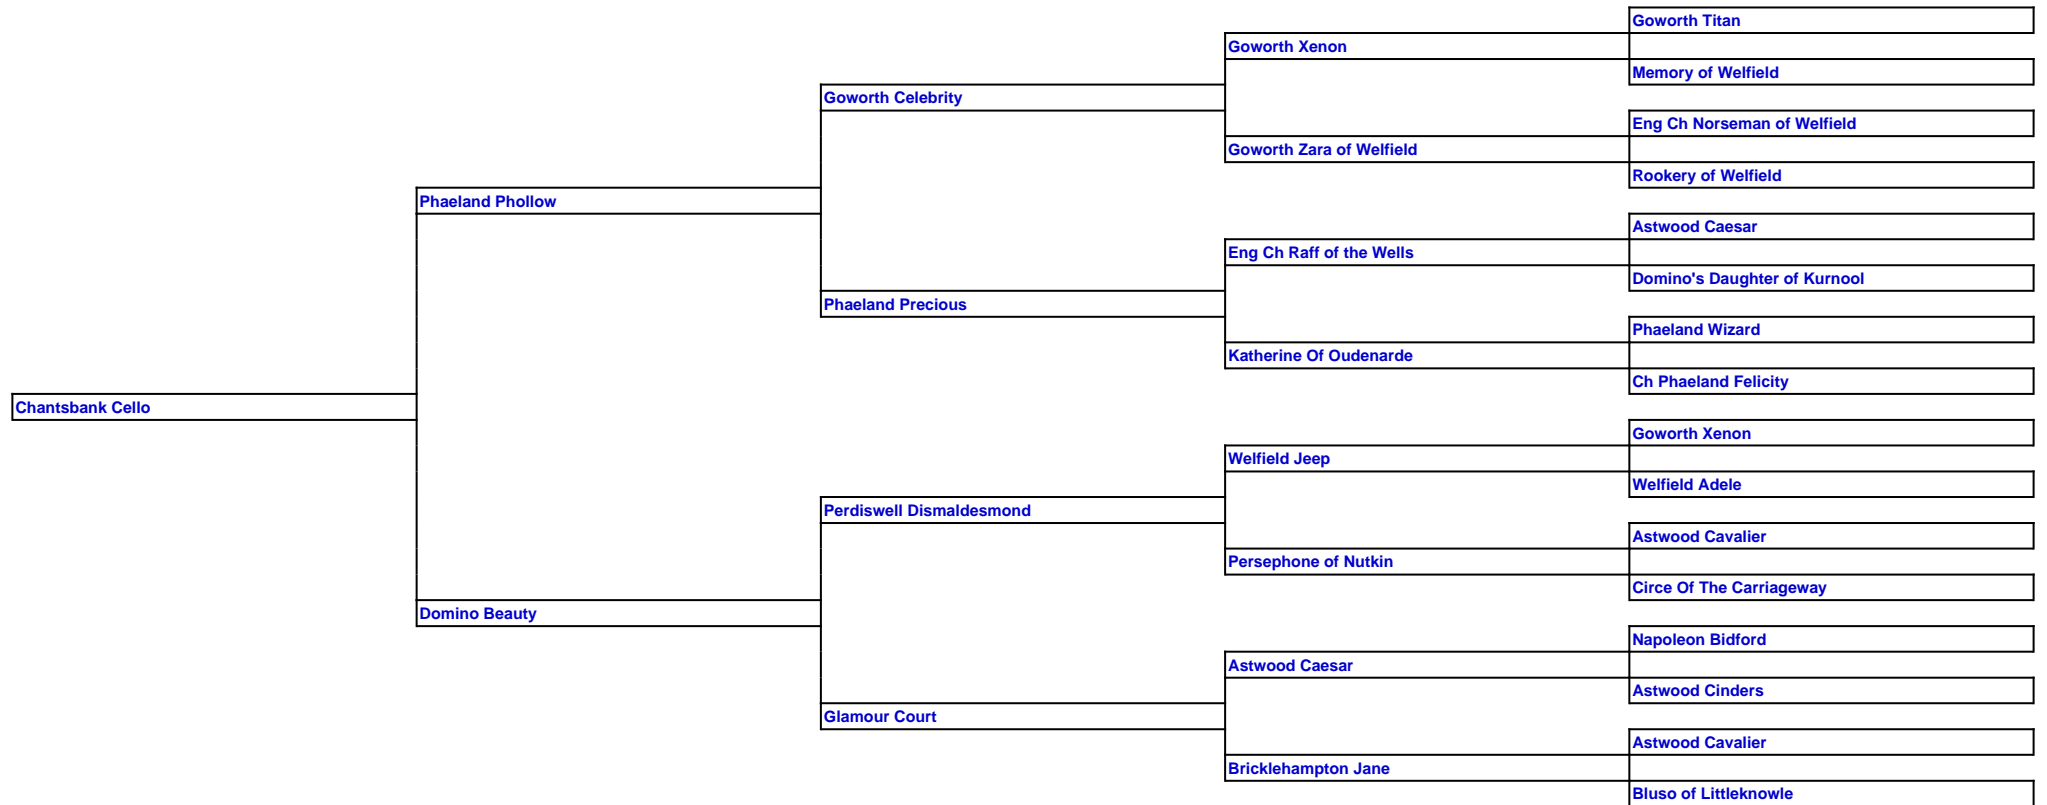 Goworth Titan
Goworth Xenon
Memory of Welfield
Goworth Celebrity
Eng Ch Norseman of Welfield
Goworth Zara of Welfield
Rookery of Welfield
Phaeland Phollow
Astwood Caesar
Eng Ch Raff of the Wells
Domino's Daughter of Kurnool
Phaeland Precious
Phaeland Wizard
Katherine Of Oudenarde
Ch Phaeland Felicity
Chantsbank Cello
Goworth Xenon
Welfield Jeep
Welfield Adele
Perdiswell Dismaldesmond
Astwood Cavalier
Persephone of Nutkin
Circe Of The Carriageway
Domino Beauty
Napoleon Bidford
Astwood Caesar
Astwood Cinders
Glamour Court
Astwood Cavalier
Bricklehampton Jane
Bluso of Littleknowle